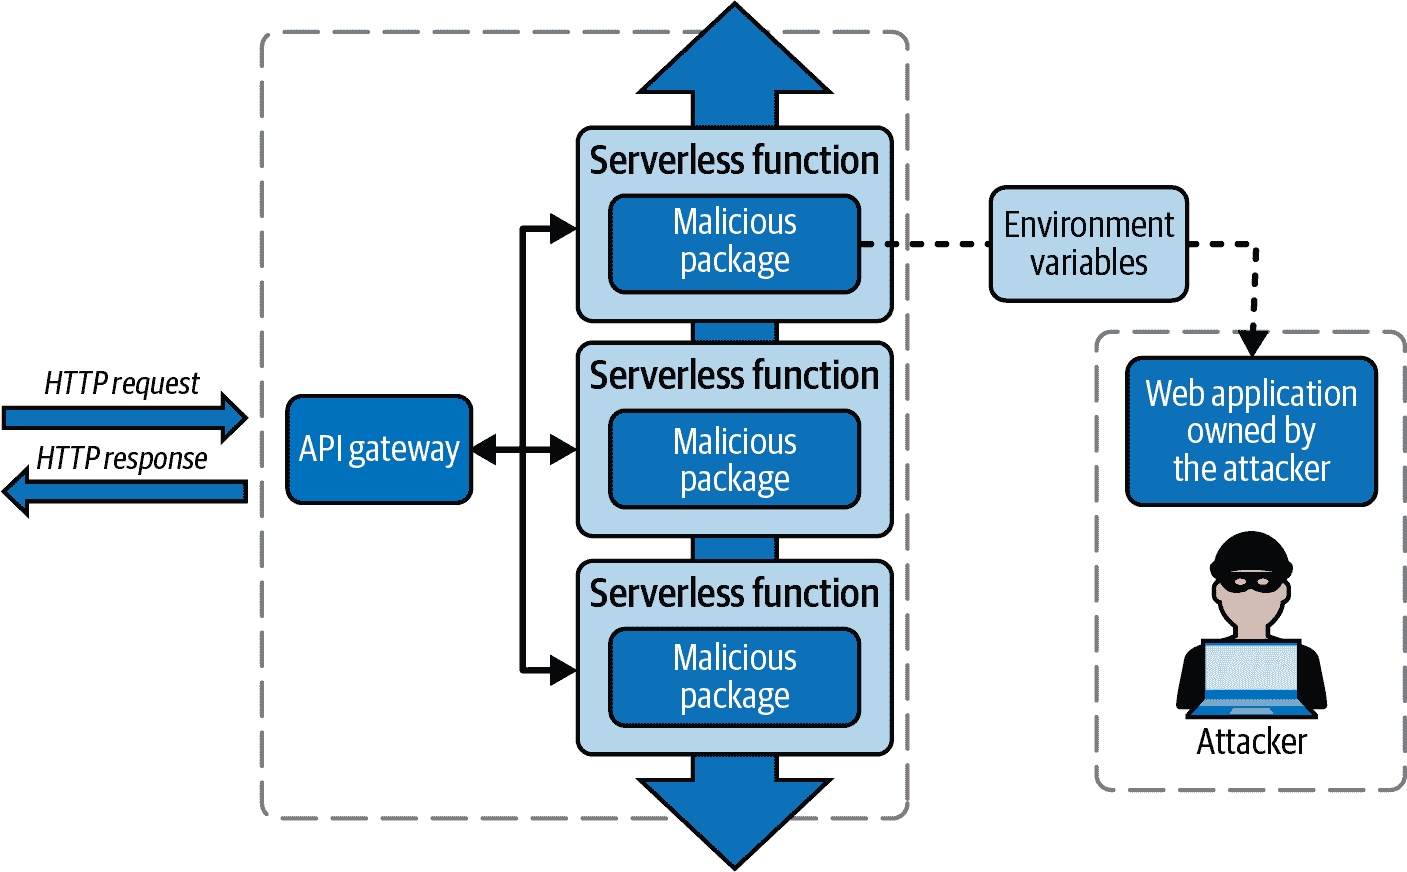 HTTP request
HTTP response
API gateway
Serverless function
Malicious
package
Serverless function
Malicious
package
Serverless function
Malicious
package
Environment
variables
Web application
owned by
the attacker
Attacker